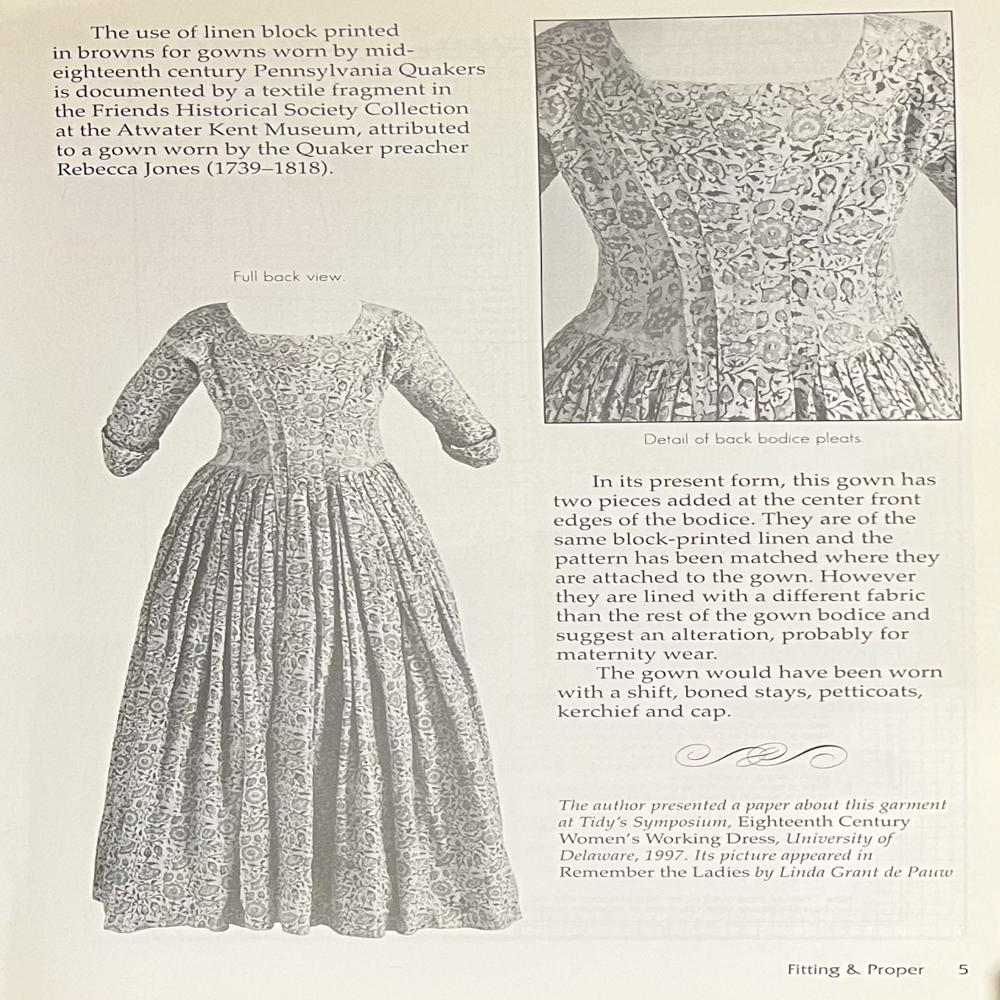 The use of linen block printed
in browns for gowns worn by mid-
eighteenth century Pennsylvania Quakers
is documented by a textile fragment in
the Friends Historical Society Collection
at the Atwater Kent Museum, attributed
to a gown worn by the Quaker preacher
Rebecca Jones (1739–1818).
Full back view.
Detail of back bodice pleats.
In its present form, this gown has
two pieces added at the center front
edges of the bodice. They are of the
same block-printed linen and the
pattern has been matched where they
are attached to the gown. However
they are lined with a different fabric
than the rest of the gown bodice and
suggest an alteration, probably for
maternity wear.
The gown would have been worn
with a shift, boned stays, petticoats,
kerchief and cap.
The author presented a paper about this garment
at Tidy's Symposium, Eighteenth Century
Women's Working Dress, University of
Delaware, 1997. Its picture appeared in
Remember the Ladies by Linda Grant de Pauw
Fitting & Proper 5